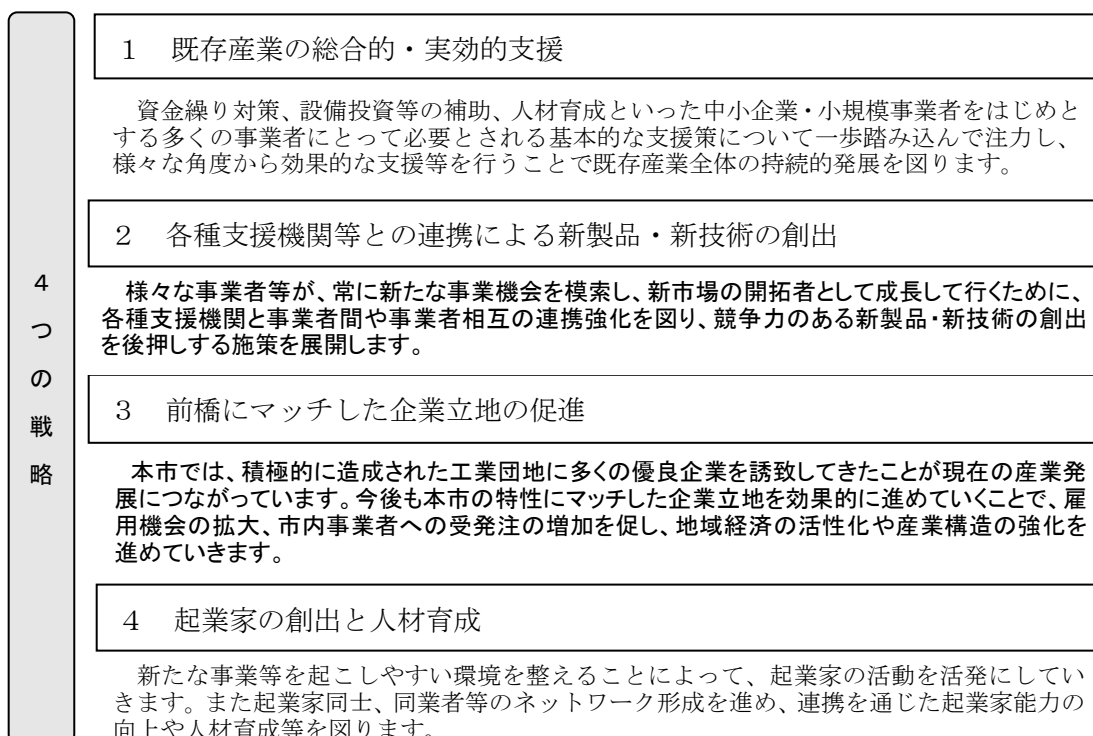 4つの戦略
１　既存産業の総合的・実効的支援
資金繰り対策、設備投資等の補助、人材育成といった中小企業・小規模事業者をはじめと
する多くの事業者にとって必要とされる基本的な支援策について一歩踏み込んで注力し、
様々な角度から効果的な支援等を行うことで既存産業全体の持続的発展を図ります。
２　各種支援機関等との連携による新製品・新技術の創出
様々な事業者等が、常に新たな事業機会を模索し、新市場の開拓者として成長して行くために、
各種支援機関と事業者間や事業者相互の連携強化を図り、競争力のある新製品・新技術の創出
を後押しする施策を展開します。
３　前橋にマッチした企業立地の促進
本市では、積極的に造成された工業団地に多くの優良企業を誘致してきたことが現在の産業発
展につながっています。今後も本市の特性にマッチした企業立地を効果的に進めていくことで、雇
用機会の拡大、市内事業者への受発注の増加を促し、地域経済の活性化や産業構造の強化を
進めていきます。
４　起業家の創出と人材育成
新たな事業等を起こしやすい環境を整えることによって、起業家の活動を活発にしてい
きます。また起業家同士、同業者等のネットワーク形成を進め、連携を通じた起業家能力の
向上や人材育成等を図ります。